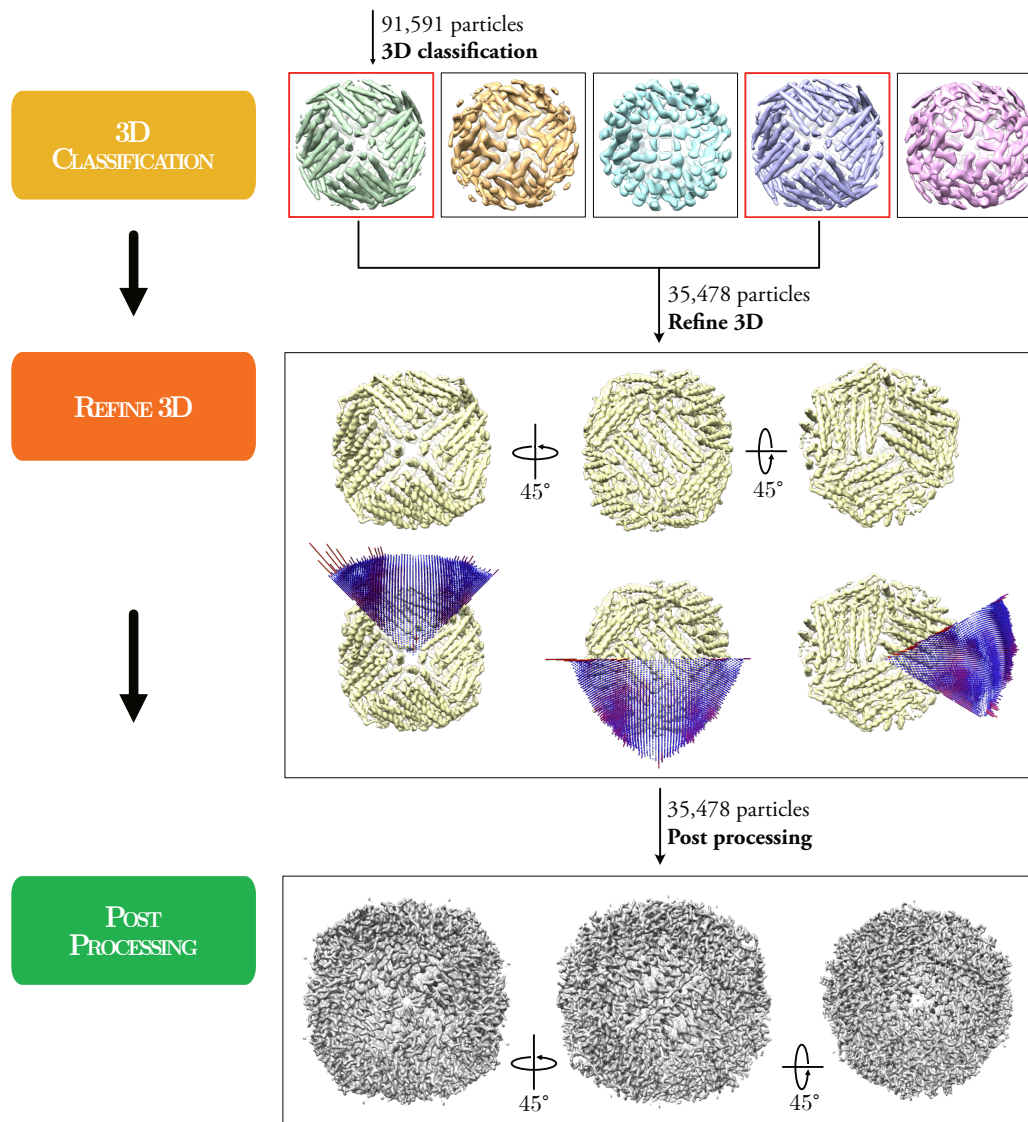 91,591 particles
3D classification
3D
CLASSIFICATION
35,478 particles
Refine 3D
REFINE 3D
45°
45°
35,478 particles
Post processing
POST
PROCESSING
45°
45°